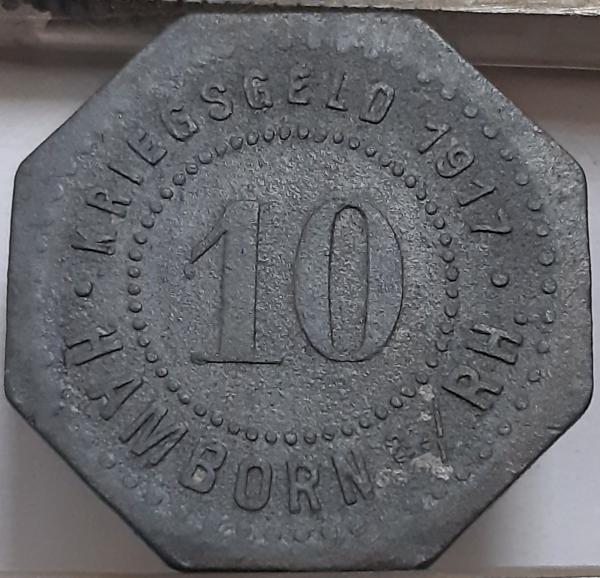 · KRIEGSGELD 1917 ·
10
HAMBORN a/RH.